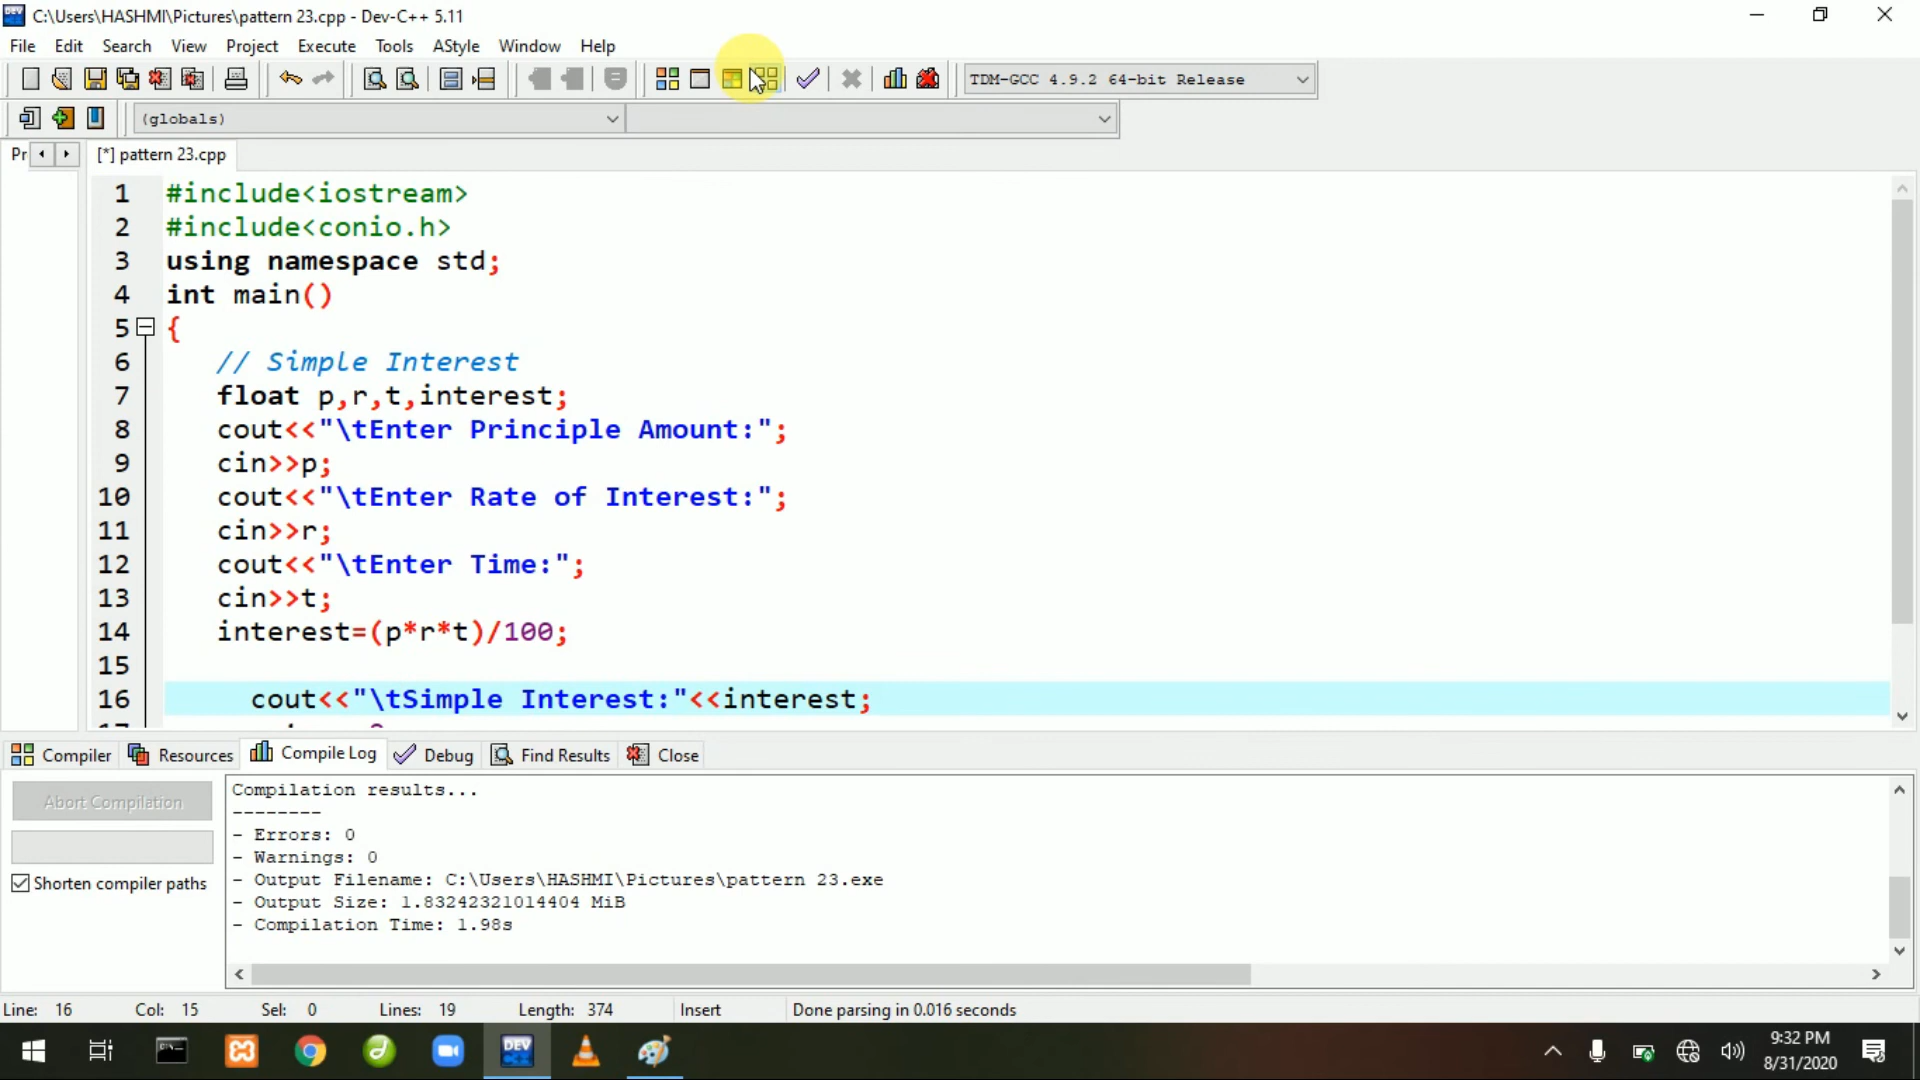 C:\Users\HASHMI\Pictures\pattern 23.cpp - Dev-C++ 5.11
File Edit Search View Project Execute Tools AStyle Window Help
TDM-GCC 4.9.2 64-bit Release
(globals)
Pr [*] pattern 23.cpp
1 #include<iostream>
2 #include<conio.h>
3 using namespace std;
4 int main()
5 {
6 // Simple Interest
7 float p,r,t,interest;
8 cout<<"\tEnter Principle Amount:";
9 cin>>p;
10 cout<<"\tEnter Rate of Interest:";
11 cin>>r;
12 cout<<"\tEnter Time:";
13 cin>>t;
14 interest=(p*r*t)/100;
15
16 cout<<"\tSimple Interest:"<<interest;
Compiler Resources Compile Log Debug Find Results Close
Abort Compilation
Shorten compiler paths
Compilation results...
--------
- Errors: 0
- Warnings: 0
- Output Filename: C:\Users\HASHMI\Pictures\pattern 23.exe
- Output Size: 1.83242321014404 MiB
- Compilation Time: 1.98s
Line: 16 Col: 15 Sel: 0 Lines: 19 Length: 374 Insert Done parsing in 0.016 seconds
DEV
9:32 PM
8/31/2020